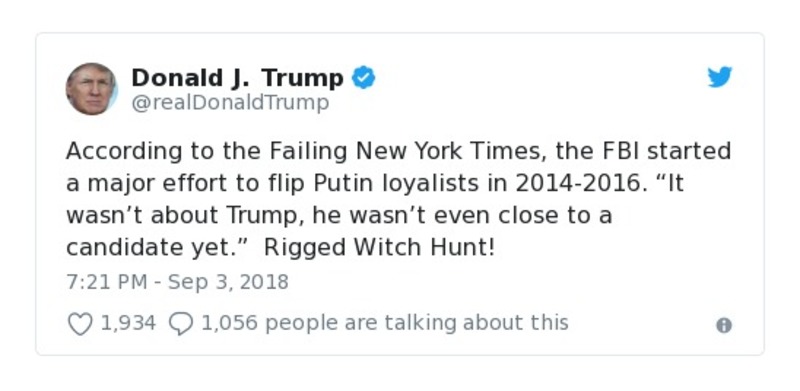 Donald J. Trump
@realDonaldTrump
According to the Failing New York Times, the FBI started
a major effort to flip Putin loyalists in 2014-2016. “It
wasn’t about Trump, he wasn’t even close to a
candidate yet.”  Rigged Witch Hunt!
7:21 PM - Sep 3, 2018
1,934 1,056 people are talking about this